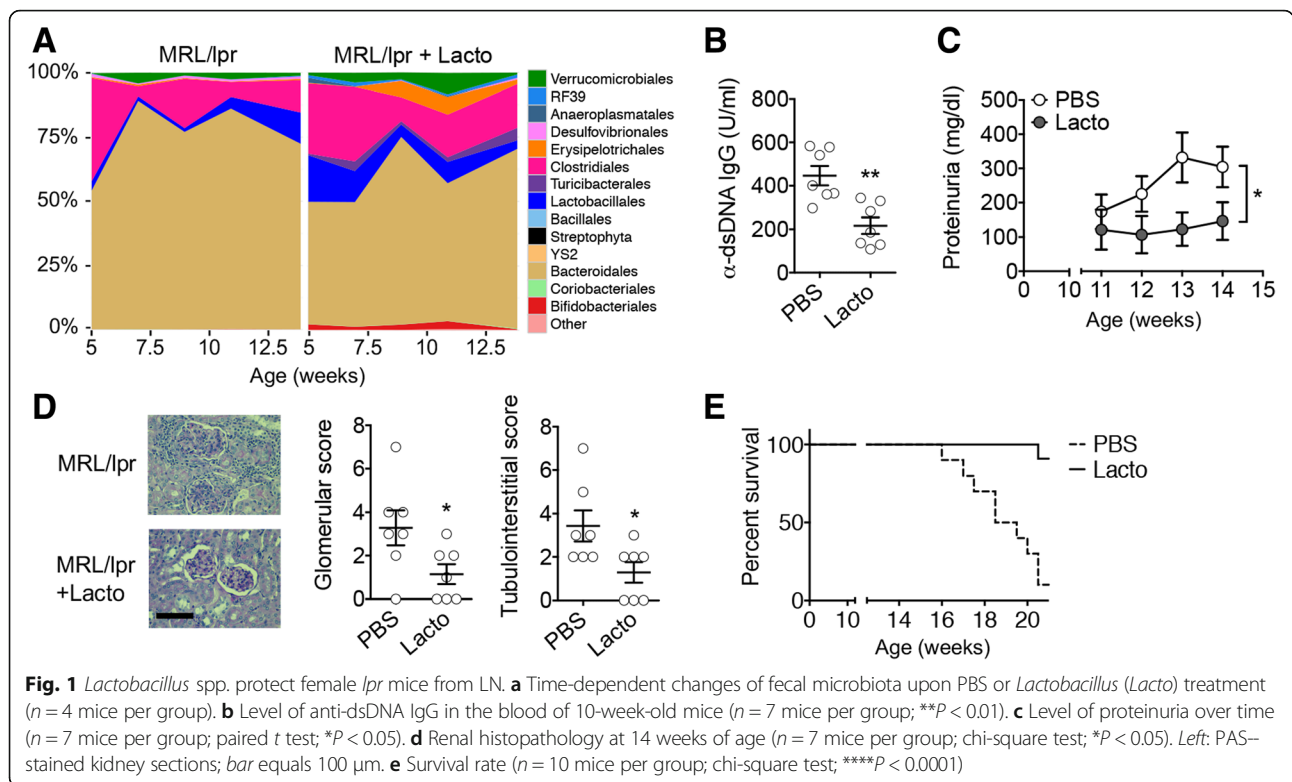 A
MRL/lpr
MRL/lpr + Lacto
100%
75%
50%
25%
0%
5
7.5
10
12.5
5
7.5
10
12.5
Age (weeks)
Verrucomicrobiales
RF39
Anaeroplasmatales
Desulfovibrionales
Erysipelotrichales
Clostridiales
Turicibacterales
Lactobacillales
Bacillales
Streptophyta
YS2
Bacteroidales
Coriobacteriales
Bifidobacteriales
Other
B
α-dsDNA IgG (U/ml)
800
600
400
200
0
**
PBS
Lacto
C
Proteinuria (mg/dl)
500
400
300
200
100
0
PBS
Lacto
*
0
10
11
12
13
14
15
Age (weeks)
D
MRL/lpr
MRL/lpr
+Lacto
Glomerular score
8
6
4
2
0
*
PBS
Lacto
Tubulointerstitial score
8
6
4
2
0
*
PBS
Lacto
E
Percent survival
100
50
0
PBS
Lacto
0
10
14
16
18
20
Age (weeks)
Fig. 1 Lactobacillus spp. protect female lpr mice from LN. a Time-dependent changes of fecal microbiota upon PBS or Lactobacillus (Lacto) treatment
(n = 4 mice per group). b Level of anti-dsDNA IgG in the blood of 10-week-old mice (n = 7 mice per group; **P < 0.01). c Level of proteinuria over time
(n = 7 mice per group; paired t test; *P < 0.05). d Renal histopathology at 14 weeks of age (n = 7 mice per group; chi-square test; *P < 0.05). Left: PAS–
stained kidney sections; bar equals 100 μm. e Survival rate (n = 10 mice per group; chi-square test; ****P < 0.0001)